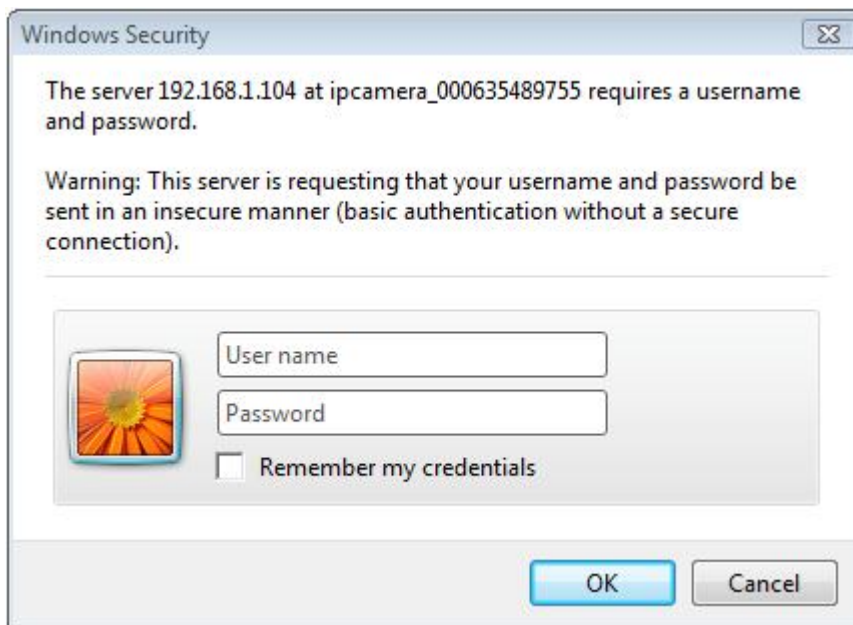 Windows Security
The server 192.168.1.104 at ipcamera_000635489755 requires a username
and password.
Warning: This server is requesting that your username and password be
sent in an insecure manner (basic authentication without a secure
connection).
User name
Password
Remember my credentials
OK Cancel